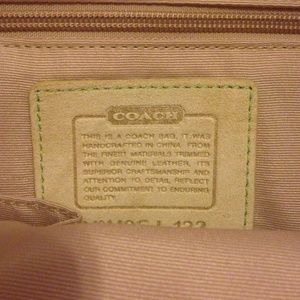 COACH
THIS IS A COACH BAG. IT WAS
HANDCRAFTED IN CHINA FROM
THE FINEST MATERIALS TRIMMED
WITH GENUINE LEATHER. ITS
SUPERIOR CRAFTSMANSHIP AND
ATTENTION TO DETAIL REFLECT
OUR COMMITMENT TO ENDURING
QUALITY.